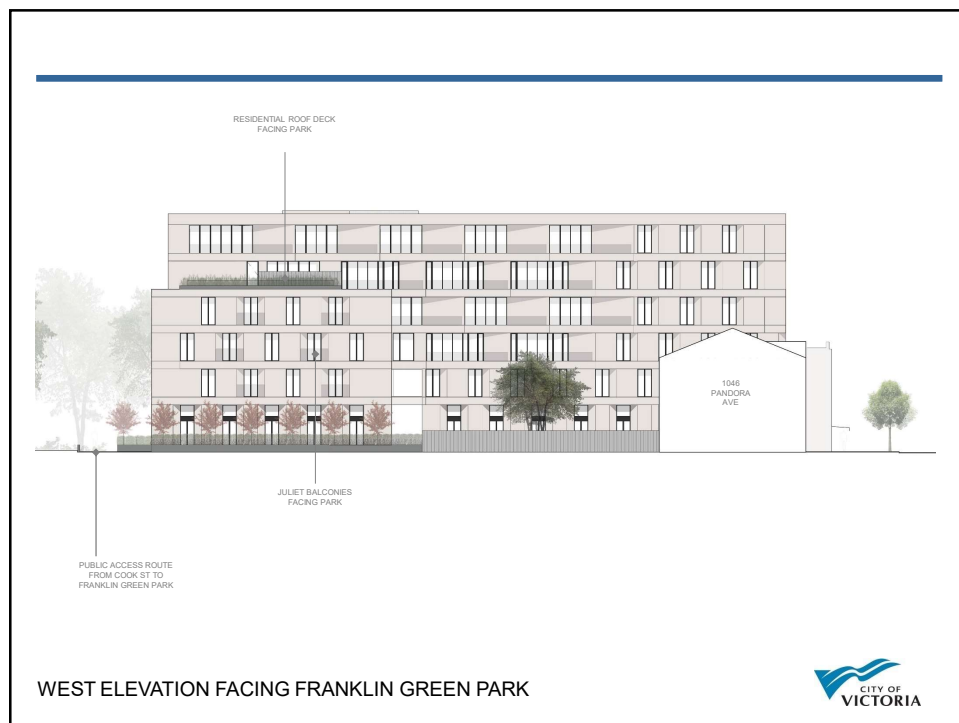 RESIDENTIAL ROOF DECK
FACING PARK
1046
PANDORA
AVE
JULIET BALCONIES
FACING PARK
PUBLIC ACCESS ROUTE
FROM COOK ST TO
FRANKLIN GREEN PARK
WEST ELEVATION FACING FRANKLIN GREEN PARK
CITY OF
VICTORIA